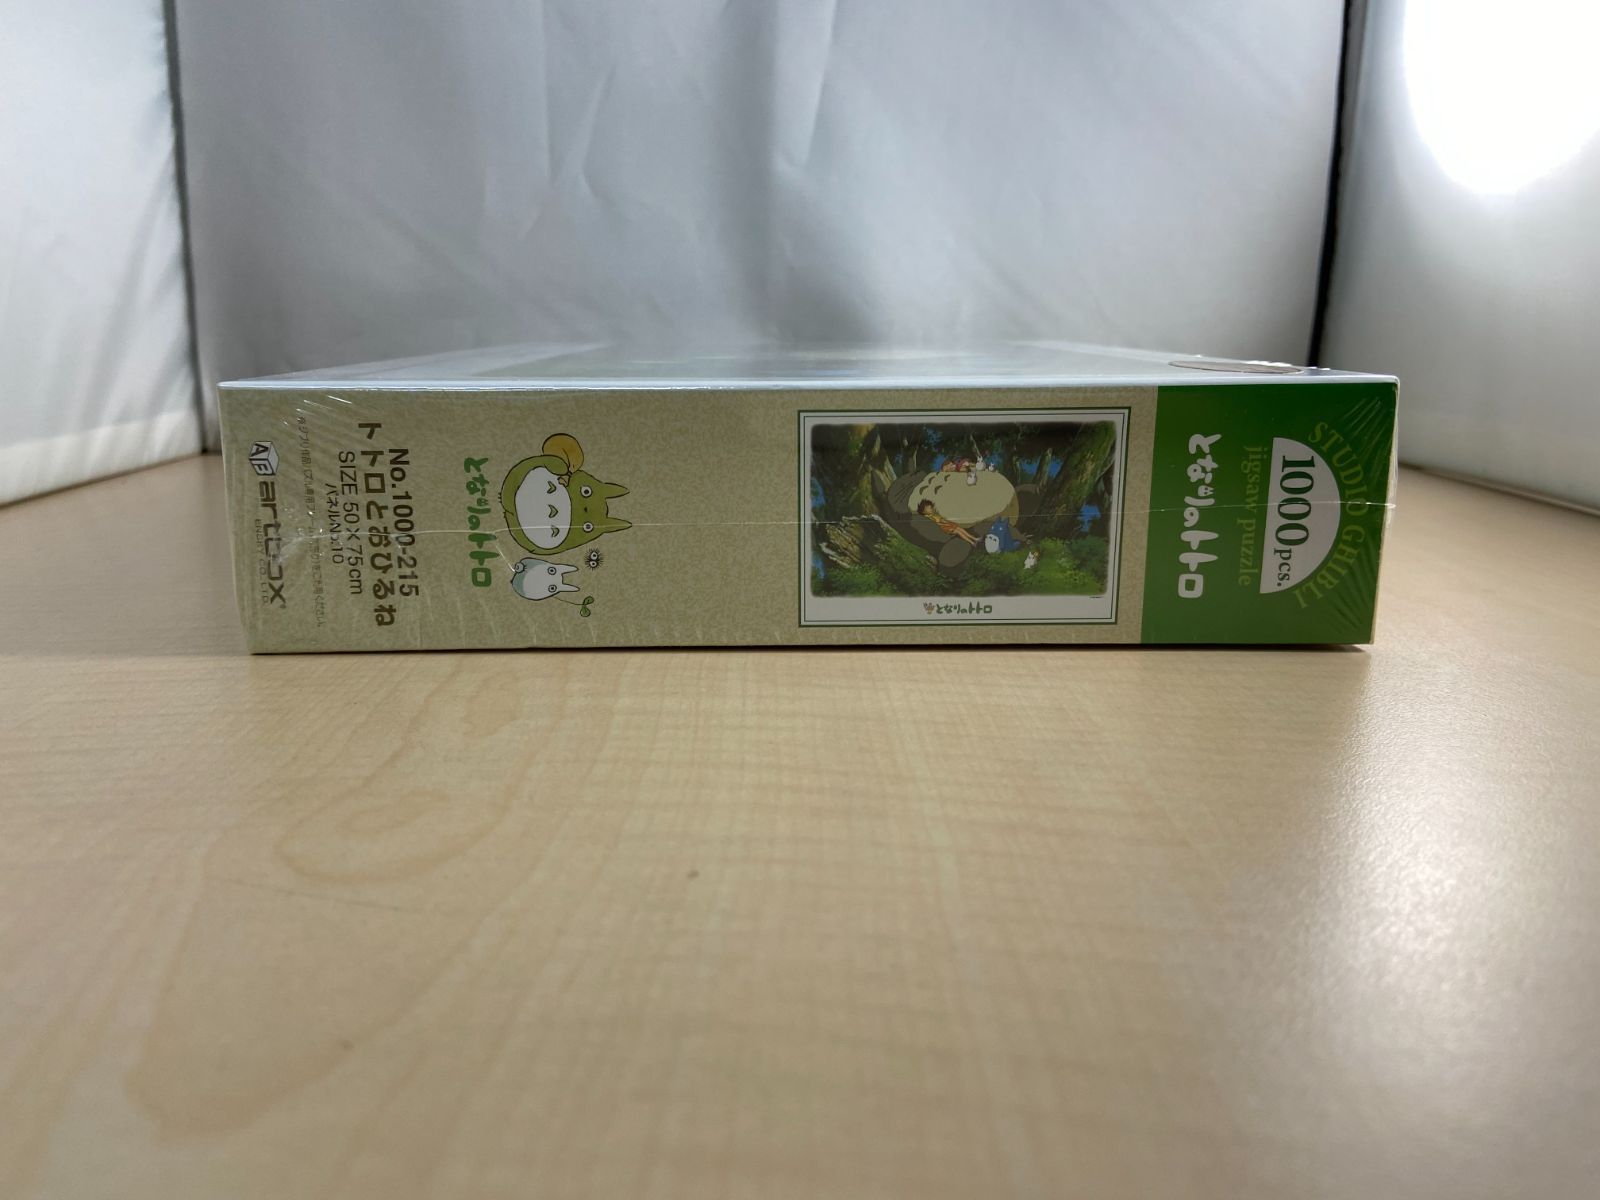 STUDIO GHIBLI
1000pcs.
jigsaw puzzle
となりのトトロ
となりのトトロ
となりのトトロ
No.1000-215
トトロとおひるね
SIZE 50×75cm
パネルNo.10
artbox
ENSKY CO.,LTD.